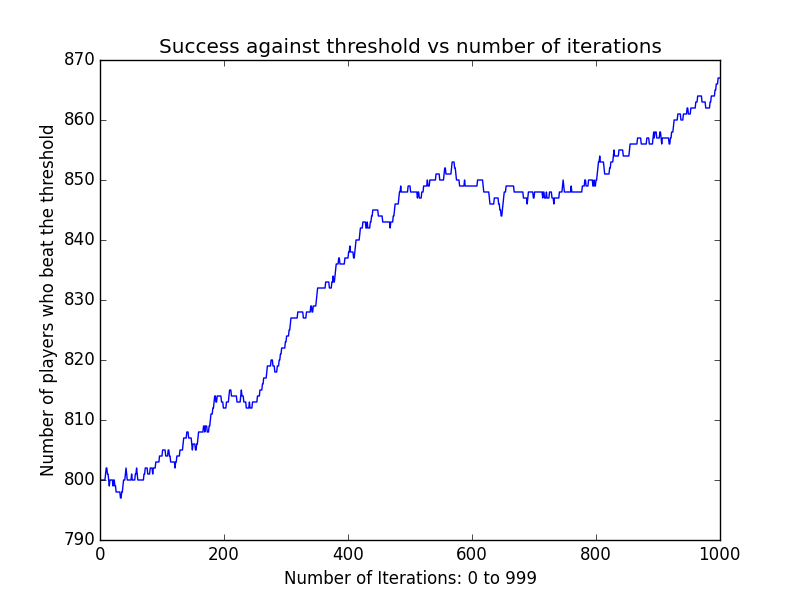 Success against threshold vs number of iterations
870
860
850
840
830
820
810
800
790
Number of players who beat the threshold
0 200 400 600 800 1000
Number of Iterations: 0 to 999